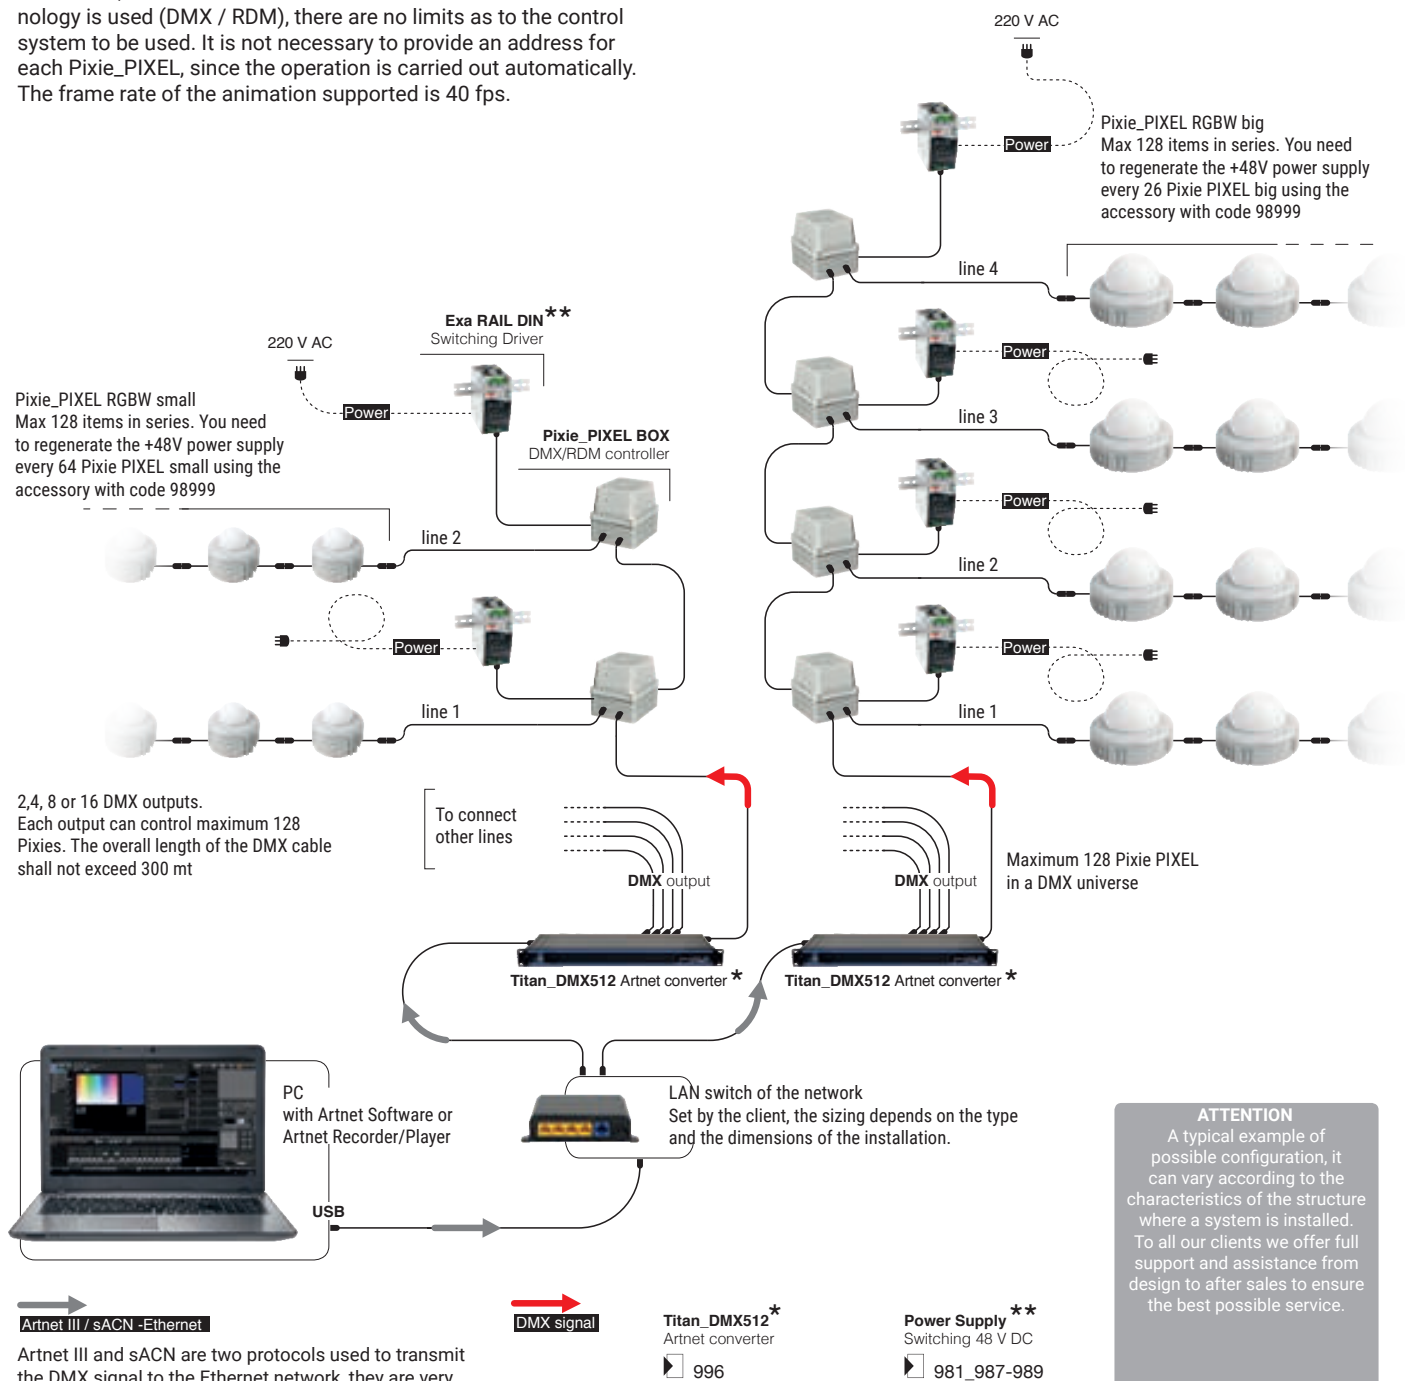 nology is used (DMX / RDM), there are no limits as to the control
system to be used. It is not necessary to provide an address for
each Pixie_PIXEL, since the operation is carried out automatically.
The frame rate of the animation supported is 40 fps.
220 V AC
Power
Pixie_PIXEL RGBW big
Max 128 items in series. You need
to regenerate the +48V power supply
every 26 Pixie PIXEL big using the
accessory with code 98999
line 4
Power
line 3
Power
line 2
Power
line 1
Exa RAIL DIN**
Switching Driver
220 V AC
Power
Pixie_PIXEL RGBW small
Max 128 items in series. You need
to regenerate the +48V power supply
every 64 Pixie PIXEL small using the
accessory with code 98999
Pixie_PIXEL BOX
DMX/RDM controller
line 2
Power
line 1
2,4, 8 or 16 DMX outputs.
Each output can control maximum 128
Pixies. The overall length of the DMX cable
shall not exceed 300 mt
To connect
other lines
DMX output
DMX output
Maximum 128 Pixie PIXEL
in a DMX universe
Titan_DMX512 Artnet converter *
Titan_DMX512 Artnet converter *
PC
with Artnet Software or
Artnet Recorder/Player
USB
LAN switch of the network
Set by the client, the sizing depends on the type
and the dimensions of the installation.
ATTENTION
A typical example of
possible configuration, it
can vary according to the
characteristics of the structure
where a system is installed.
To all our clients we offer full
support and assistance from
design to after sales to ensure
the best possible service.
Artnet III / sACN -Ethernet
DMX signal
Titan_DMX512*
Artnet converter
996
Power Supply **
Switching 48 V DC
981_987-989
Artnet III and sACN are two protocols used to transmit
the DMX signal to the Ethernet network, they are very